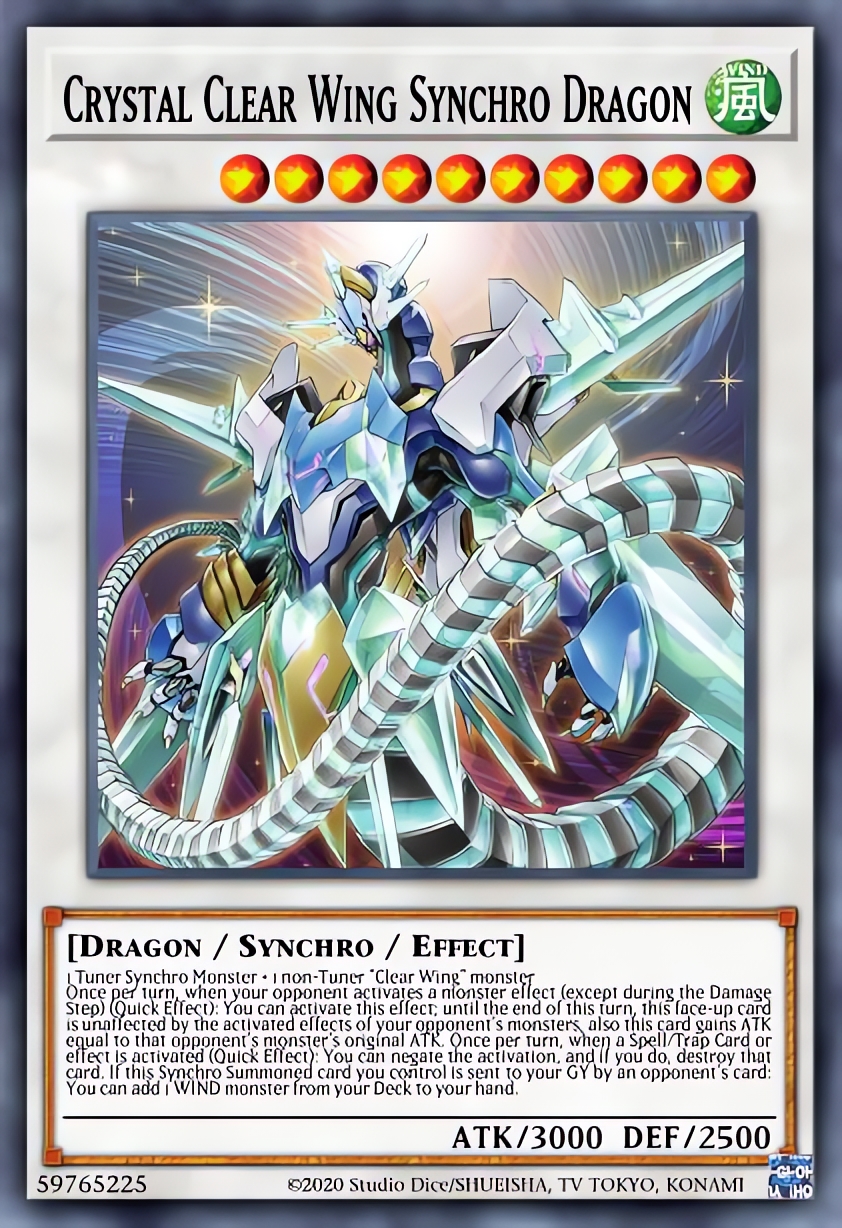 Crystal Clear Wing Synchro Dragon
WIND
風
[Dragon / Synchro / Effect]
1 Tuner Synchro Monster + 1 non-Tuner "Clear Wing" monster
Once per turn, when your opponent activates a monster effect (except during the Damage
Step) (Quick Effect): You can activate this effect; until the end of this turn, this face-up card
is unaffected by the activated effects of your opponent's monsters, also this card gains ATK
equal to that opponent's monster's original ATK. Once per turn, when a Spell/Trap Card or
effect is activated (Quick Effect): You can negate the activation, and if you do, destroy that
card. If this Synchro Summoned card you control is sent to your GY by an opponent's card:
You can add 1 WIND monster from your Deck to your hand.
ATK/3000 DEF/2500
59765225
©2020 Studio Dice/SHUEISHA, TV TOKYO, KONAMI